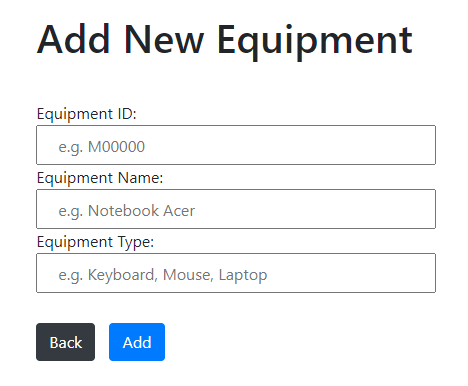 Add New Equipment
Equipment ID:
e.g. M00000
Equipment Name:
e.g. Notebook Acer
Equipment Type:
e.g. Keyboard, Mouse, Laptop
Back Add